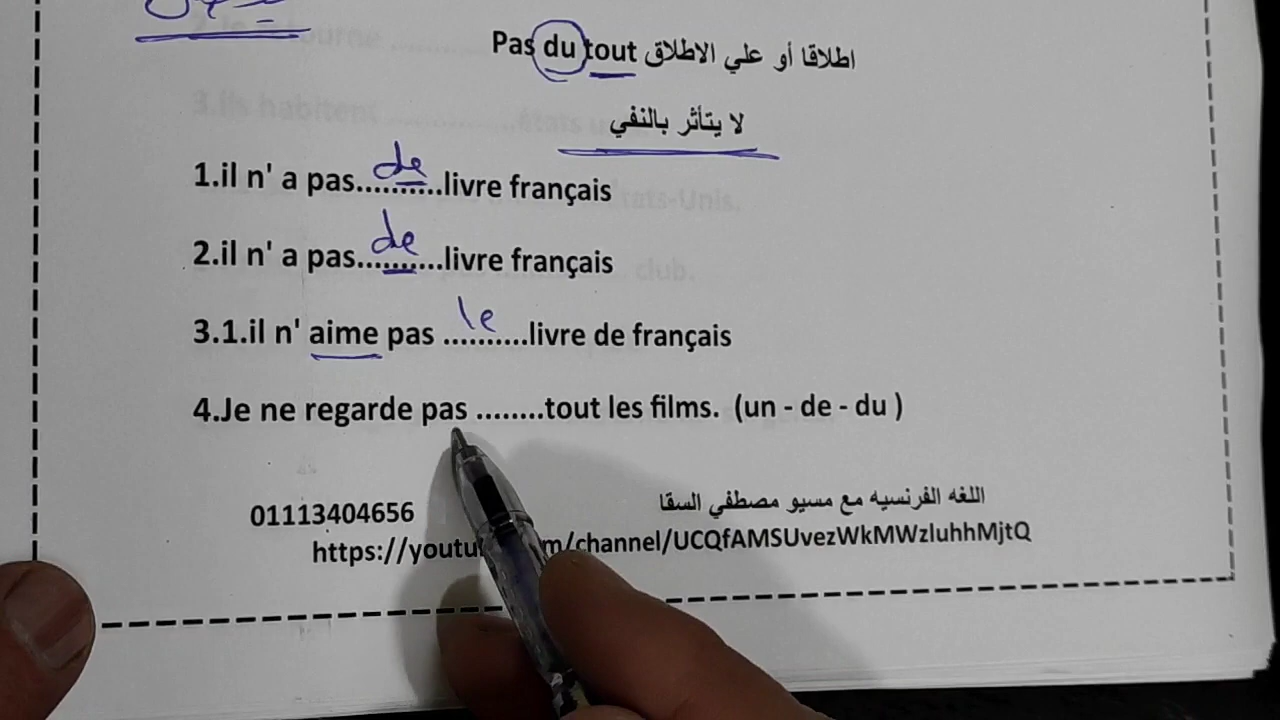 Pas du tout اطلاقا أو علي الاطلاق
لا يتأثر بالنفي
1.il n' a pas....de....livre français
2.il n' a pas....de....livre français
3.1.il n' aime pas ....le....livre de français
4.Je ne regarde pas ........tout les films. (un - de - du )
01113404656 اللغه الفرنسيه مع مسيو مصطفي السقا
m/channel/UCQfAMSUvezWkMWzluhhMjtQ